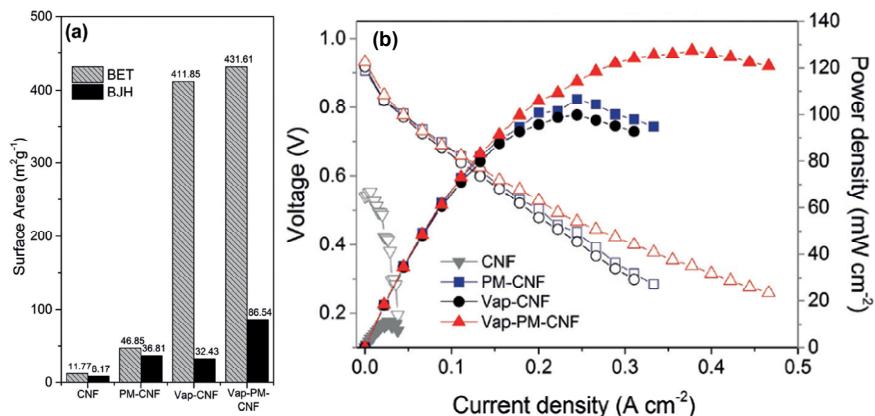 (a)
Surface Area (m²g⁻¹)
500
400
300
200
100
0
BET
BJH
11.77
6.17
46.85
36.81
411.85
32.43
431.61
86.54
CNF
PM-CNF
Vap-CNF
Vap-PM-
CNF
(b)
Voltage (V)
1.0
0.8
0.6
0.4
0.2
CNF
PM-CNF
Vap-CNF
Vap-PM-CNF
0.0
0.1
0.2
0.3
0.4
0.5
Current density (A cm⁻²)
140
120
100
80
60
40
20
0
Power density (mW cm⁻²)